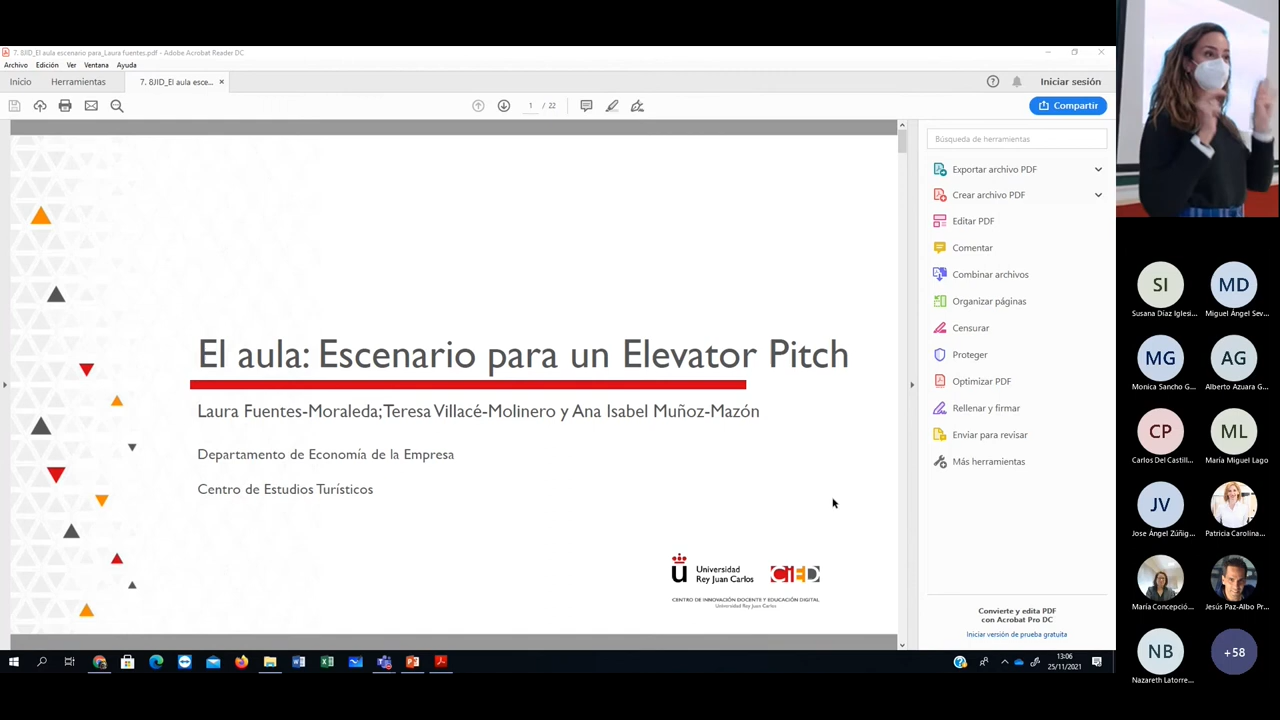 7. 8JID_El aula escenario para_Laura fuentes.pdf - Adobe Acrobat Reader DC
Archivo Edición Ver Ventana Ayuda
Inicio Herramientas 7. 8JID_El aula esce... Iniciar sesión
1 / 22 Compartir
El aula: Escenario para un Elevator Pitch
Laura Fuentes-Moraleda;Teresa Villacé-Molinero y Ana Isabel Muñoz-Mazón
Departamento de Economía de la Empresa
Centro de Estudios Turísticos
Universidad
Rey Juan Carlos
CIED
CENTRO DE INNOVACIÓN DOCENTE Y EDUCACIÓN DIGITAL
Universidad Rey Juan Carlos
Búsqueda de herramientas
Exportar archivo PDF
Crear archivo PDF
Editar PDF
Comentar
Combinar archivos
Organizar páginas
Censurar
Proteger
Optimizar PDF
Rellenar y firmar
Enviar para revisar
Más herramientas
Convierte y edita PDF
con Acrobat Pro DC
Iniciar versión de prueba gratuita
13:06
25/11/2021
SI MD
Susana Díaz Iglesi... Miguel Ángel Sev...
MG AG
Monica Sancho G... Alberto Azuara G...
CP ML
Carlos Del Castill... María Miguel Lago
JV
Jose Ángel Zúñig... Patricia Carolina...
María Concepció... Jesús Paz-Albo Pr...
NB +58
Nazareth Latorre...